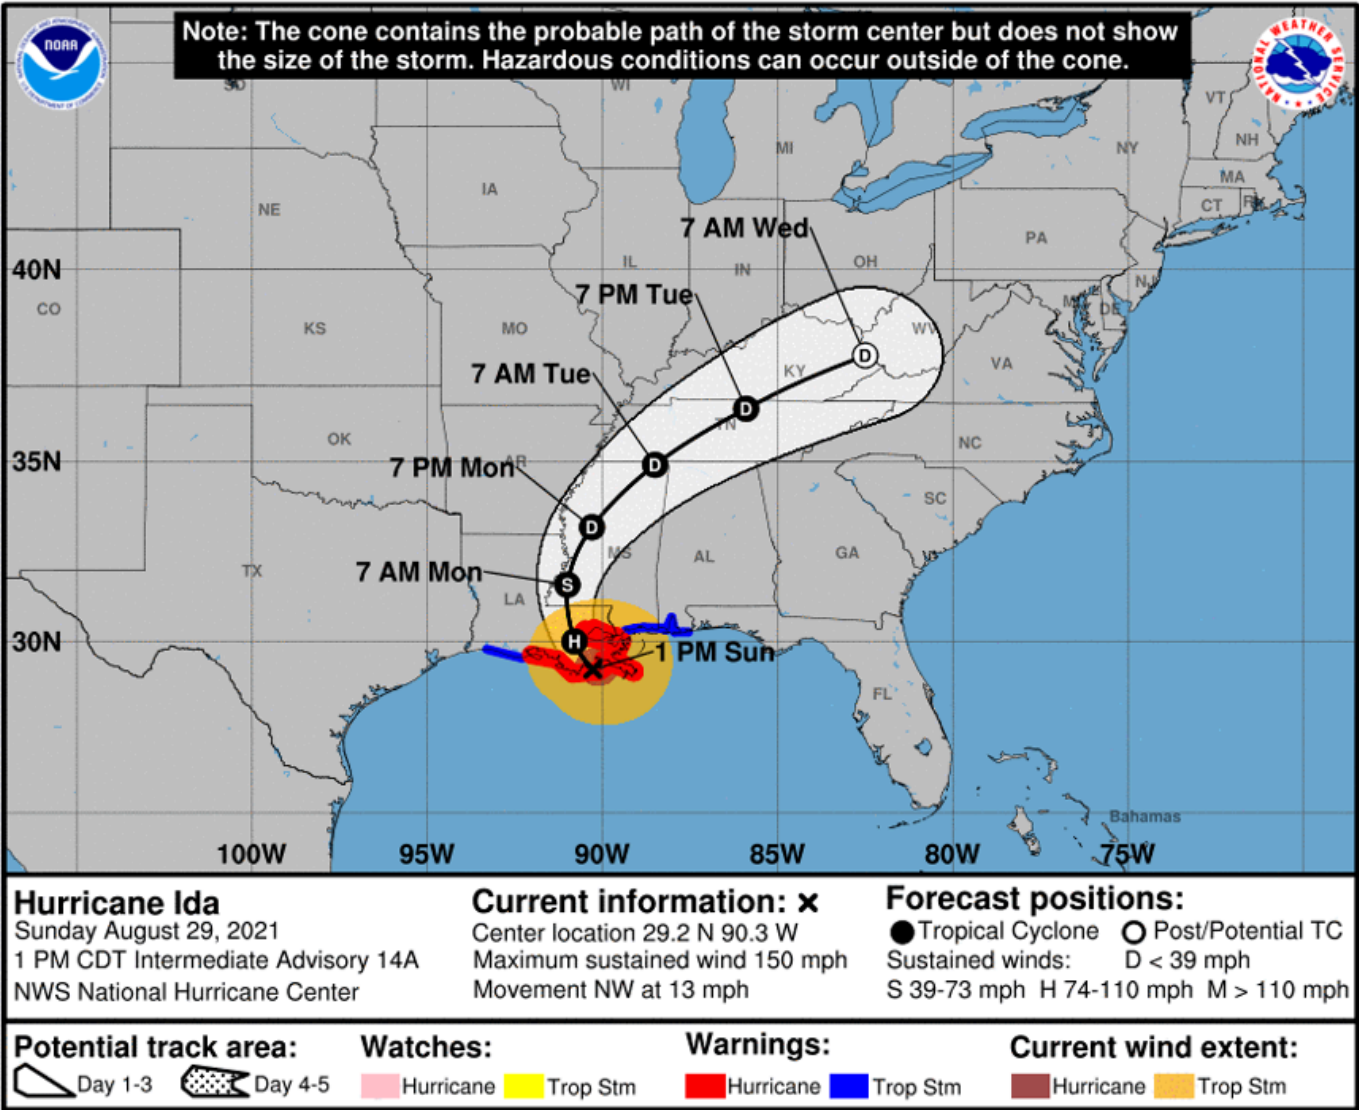 Note: The cone contains the probable path of the storm center but does not show
the size of the storm. Hazardous conditions can occur outside of the cone.
NOAA
NATIONAL WEATHER SERVICE
SD
WI
VT
NH
MI
NY
MA
CT
RI
IA
NE
PA
7 AM Wed
IL
IN
OH
40N
NJ
CO
7 PM Tue
DE
KS
MO
WV
VA
KY
7 AM Tue
TN
OK
NC
35N
AR
7 PM Mon
SC
MS
AL
GA
TX
7 AM Mon
LA
30N
1 PM Sun
FL
Bahamas
D
D
D
D
S
H
100W
95W
90W
85W
80W
75W
Hurricane Ida
Sunday August 29, 2021
1 PM CDT Intermediate Advisory 14A
NWS National Hurricane Center
Current information: x
Center location 29.2 N 90.3 W
Maximum sustained wind 150 mph
Movement NW at 13 mph
Forecast positions:
Tropical Cyclone
Post/Potential TC
Sustained winds:
D < 39 mph
S 39-73 mph H 74-110 mph M > 110 mph
Potential track area:
Day 1-3
Day 4-5
Watches:
Hurricane
Trop Stm
Warnings:
Hurricane
Trop Stm
Current wind extent:
Hurricane
Trop Stm